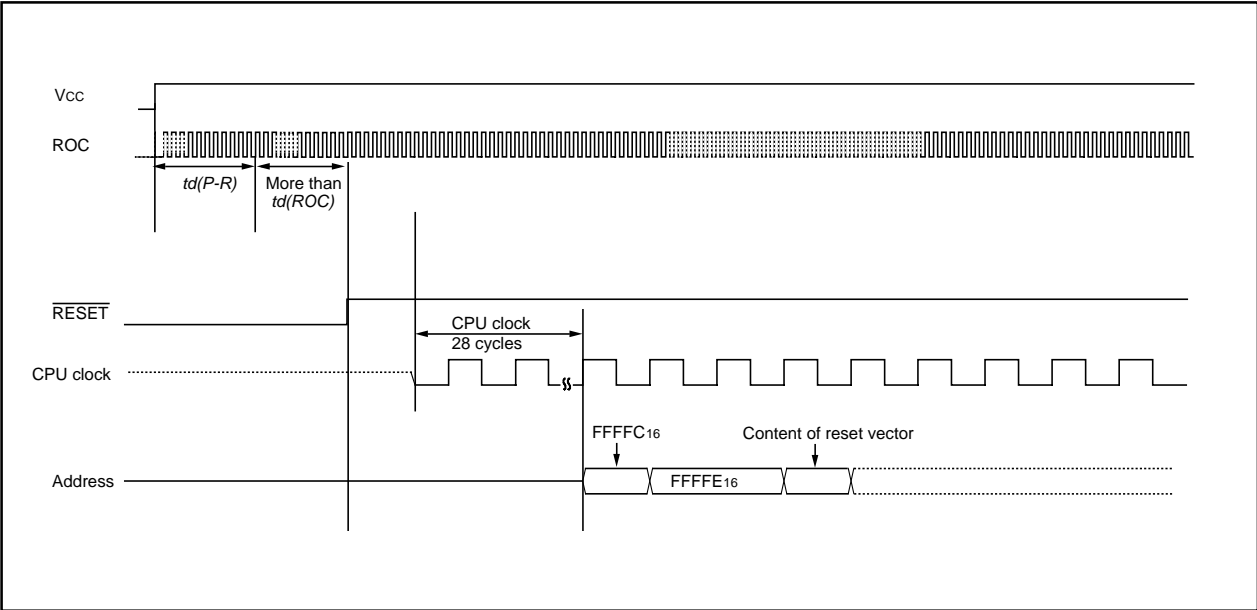 VCC
ROC
td(P-R)
More than
td(ROC)
RESET
CPU clock
28 cycles
CPU clock
FFFFC16
Content of reset vector
Address
FFFFE16